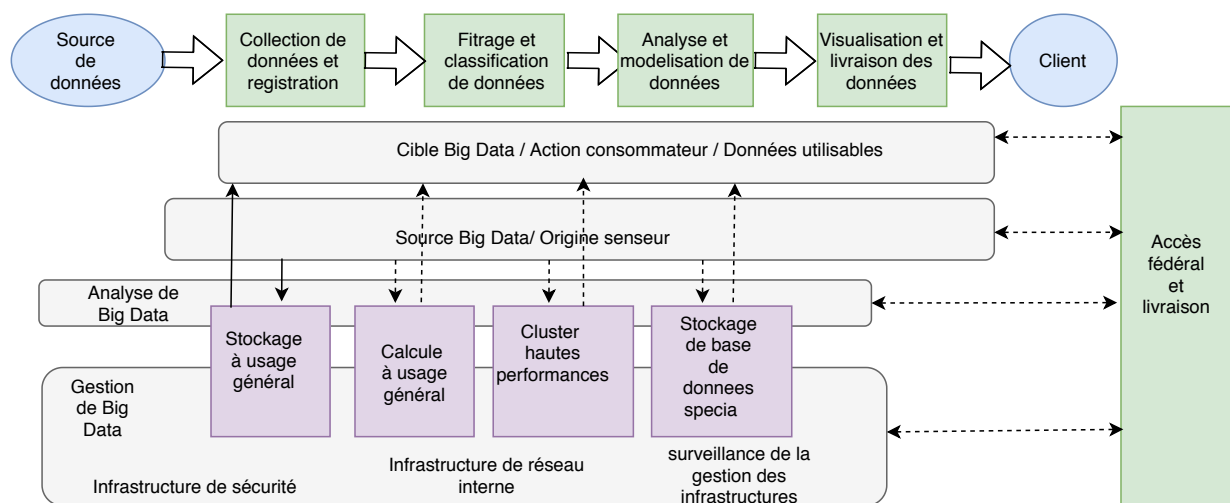 Source
de
données
Collection de
données et
registration
Fitrage et
classification
de données
Analyse et
modelisation de
données
Visualisation et
livraison des
données
Client
Cible Big Data / Action consommateur / Données utilisables
Source Big Data/ Origine senseur
Accès
fédéral
et
livraison
Analyse de
Big Data
Stockage
à usage
général
Calcule
à usage
général
Cluster
hautes
performances
Stockage
de base
de
donnees
specia
Gestion
de Big
Data
Infrastructure de sécurité
Infrastructure de réseau
interne
surveillance de la
gestion des
infrastructures